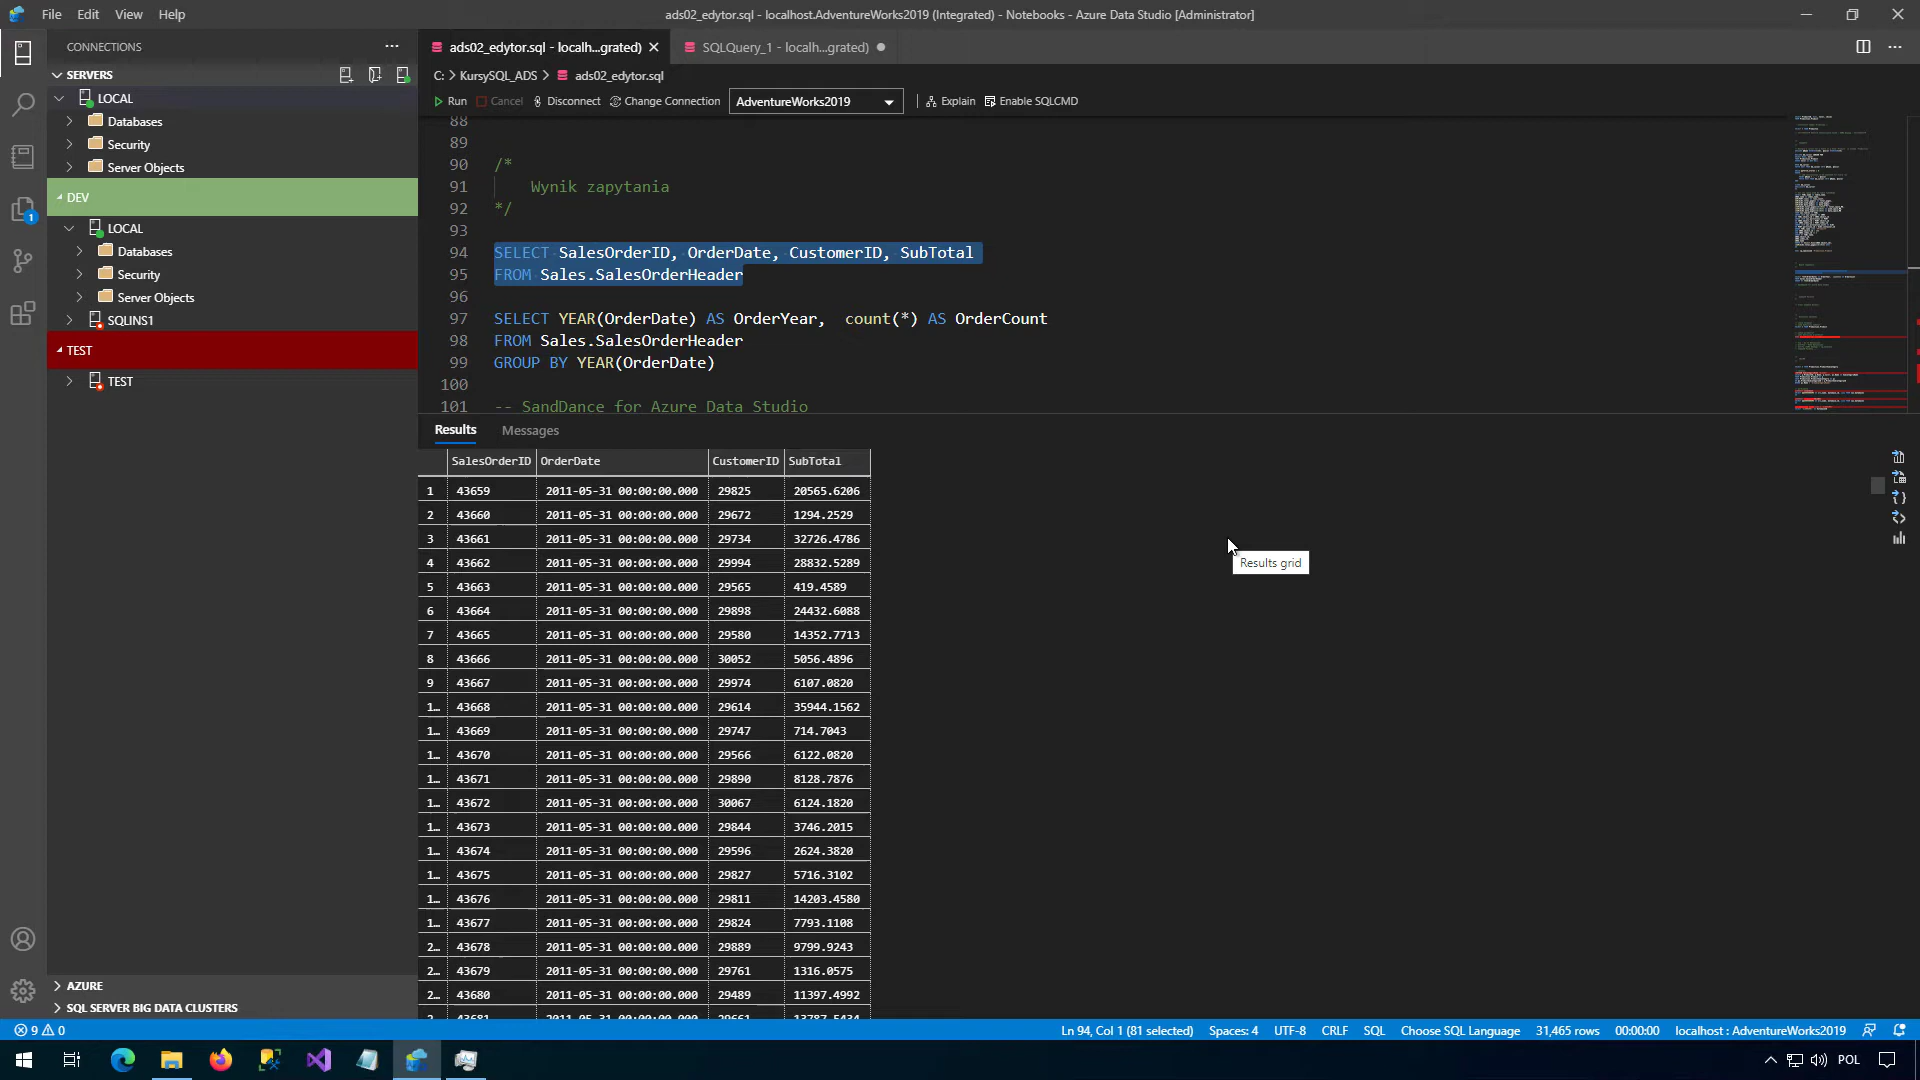 File Edit View Help
ads02_edytor.sql - localhost.AdventureWorks2019 (Integrated) - Notebooks - Azure Data Studio [Administrator]
CONNECTIONS
SERVERS
LOCAL
Databases
Security
Server Objects
DEV
LOCAL
Databases
Security
Server Objects
SQLINS1
TEST
TEST
AZURE
SQL SERVER BIG DATA CLUSTERS
1
ads02_edytor.sql - localh...grated)
SQLQuery_1 - localh...grated)
C: > KursySQL_ADS > ads02_edytor.sql
Run Cancel Disconnect Change Connection AdventureWorks2019 Explain Enable SQLCMD
88
89
90 /*
91 Wynik zapytania
92 */
93
94 SELECT SalesOrderID, OrderDate, CustomerID, SubTotal
95 FROM Sales.SalesOrderHeader
96
97 SELECT YEAR(OrderDate) AS OrderYear, count(*) AS OrderCount
98 FROM Sales.SalesOrderHeader
99 GROUP BY YEAR(OrderDate)
100
101 -- SandDance for Azure Data Studio
Results Messages
SalesOrderID OrderDate CustomerID SubTotal
1 43659 2011-05-31 00:00:00.000 29825 20565.6206
2 43660 2011-05-31 00:00:00.000 29672 1294.2529
3 43661 2011-05-31 00:00:00.000 29734 32726.4786
4 43662 2011-05-31 00:00:00.000 29994 28832.5289
5 43663 2011-05-31 00:00:00.000 29565 419.4589
6 43664 2011-05-31 00:00:00.000 29898 24432.6088
7 43665 2011-05-31 00:00:00.000 29580 14352.7713
8 43666 2011-05-31 00:00:00.000 30052 5056.4896
9 43667 2011-05-31 00:00:00.000 29974 6107.0820
1… 43668 2011-05-31 00:00:00.000 29614 35944.1562
1… 43669 2011-05-31 00:00:00.000 29747 714.7043
1… 43670 2011-05-31 00:00:00.000 29566 6122.0820
1… 43671 2011-05-31 00:00:00.000 29890 8128.7876
1… 43672 2011-05-31 00:00:00.000 30067 6124.1820
1… 43673 2011-05-31 00:00:00.000 29844 3746.2015
1… 43674 2011-05-31 00:00:00.000 29596 2624.3820
1… 43675 2011-05-31 00:00:00.000 29827 5716.3102
1… 43676 2011-05-31 00:00:00.000 29811 14203.4580
1… 43677 2011-05-31 00:00:00.000 29824 7793.1108
2… 43678 2011-05-31 00:00:00.000 29889 9799.9243
2… 43679 2011-05-31 00:00:00.000 29761 1316.0575
2… 43680 2011-05-31 00:00:00.000 29489 11397.4992
Results grid
9 0
Ln 94, Col 1 (81 selected) Spaces: 4 UTF-8 CRLF SQL Choose SQL Language 31,465 rows 00:00:00 localhost : AdventureWorks2019
POL